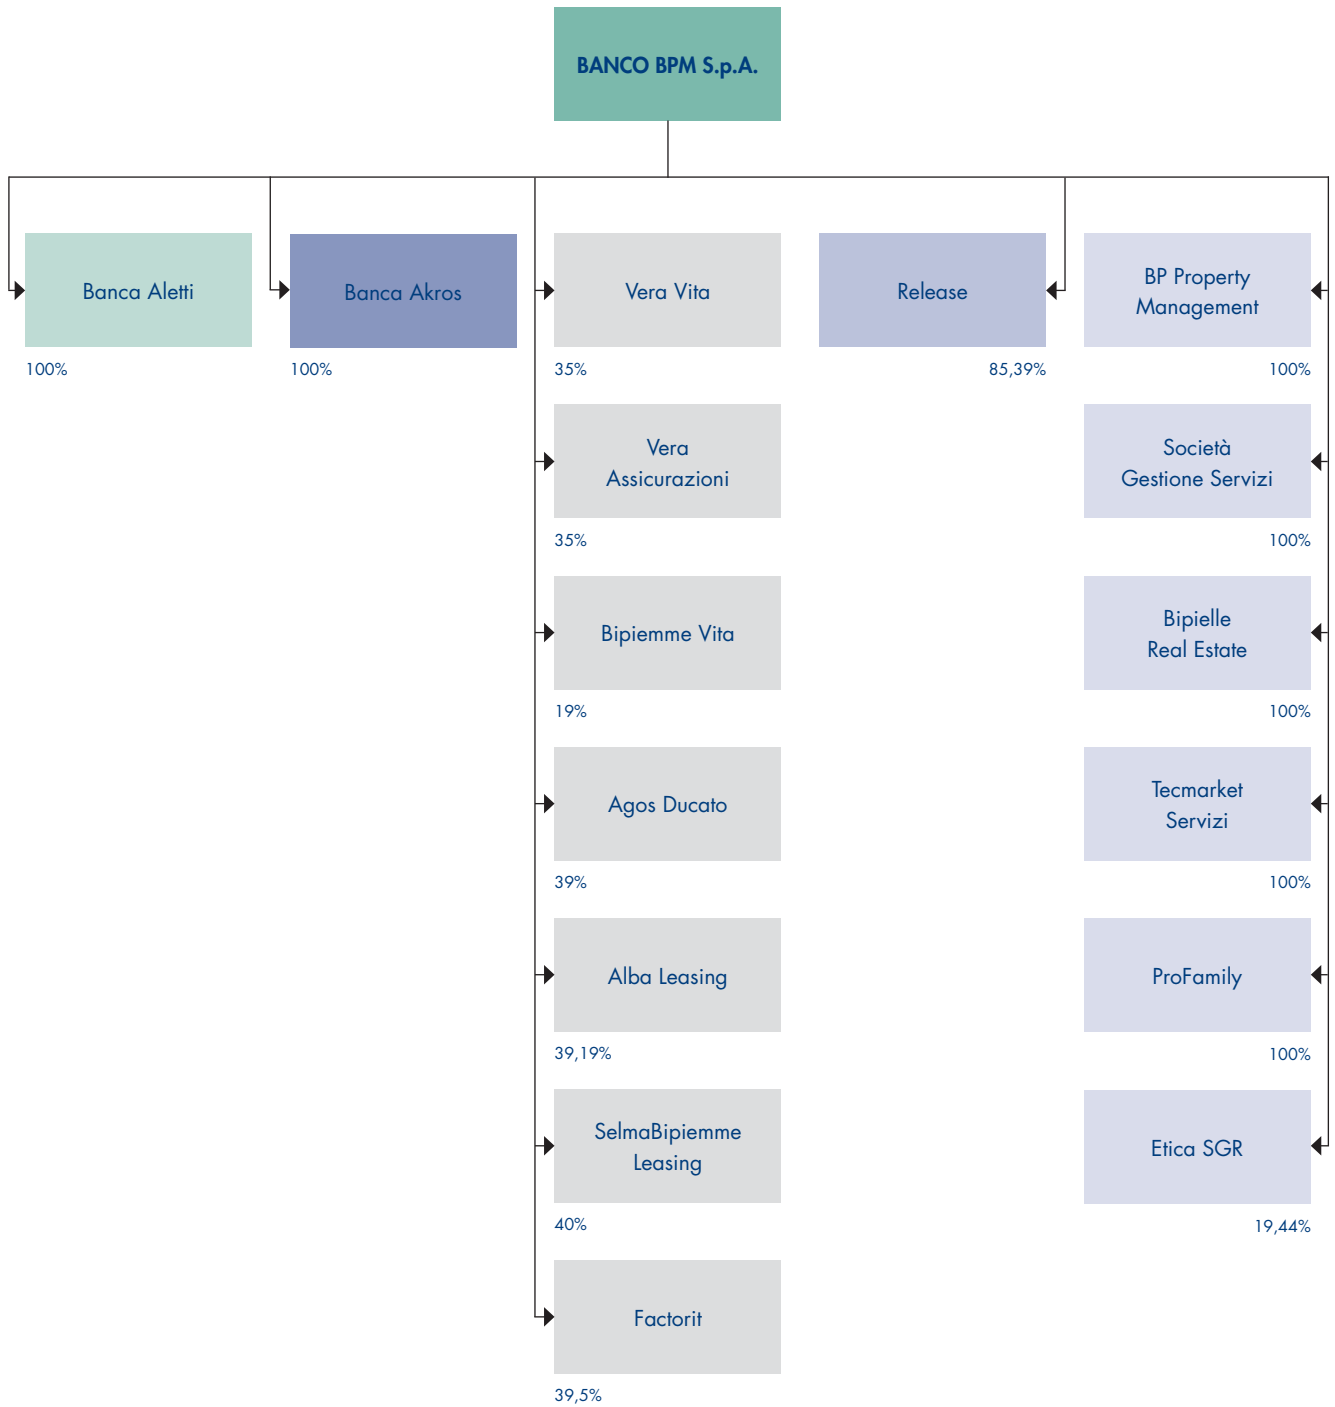 BANCO BPM S.p.A.
Banca Aletti
100%
Banca Akros
100%
Vera Vita
35%
Vera
Assicurazioni
35%
Bipiemme Vita
19%
Agos Ducato
39%
Alba Leasing
39,19%
SelmaBipiemme
Leasing
40%
Factorit
39,5%
Release
85,39%
BP Property
Management
100%
Società
Gestione Servizi
100%
Bipielle
Real Estate
100%
Tecmarket
Servizi
100%
ProFamily
100%
Etica SGR
19,44%